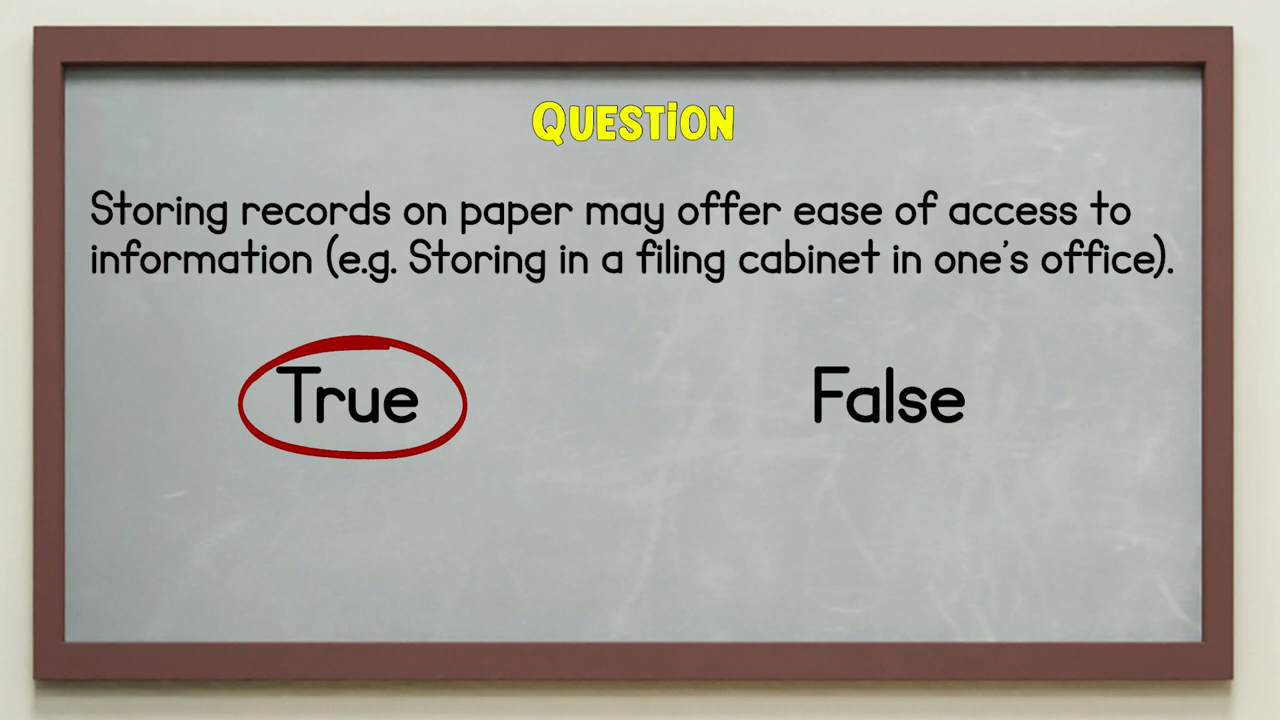 Question
Storing records on paper may offer ease of access to
information (e.g. Storing in a filing cabinet in one's office).
True False